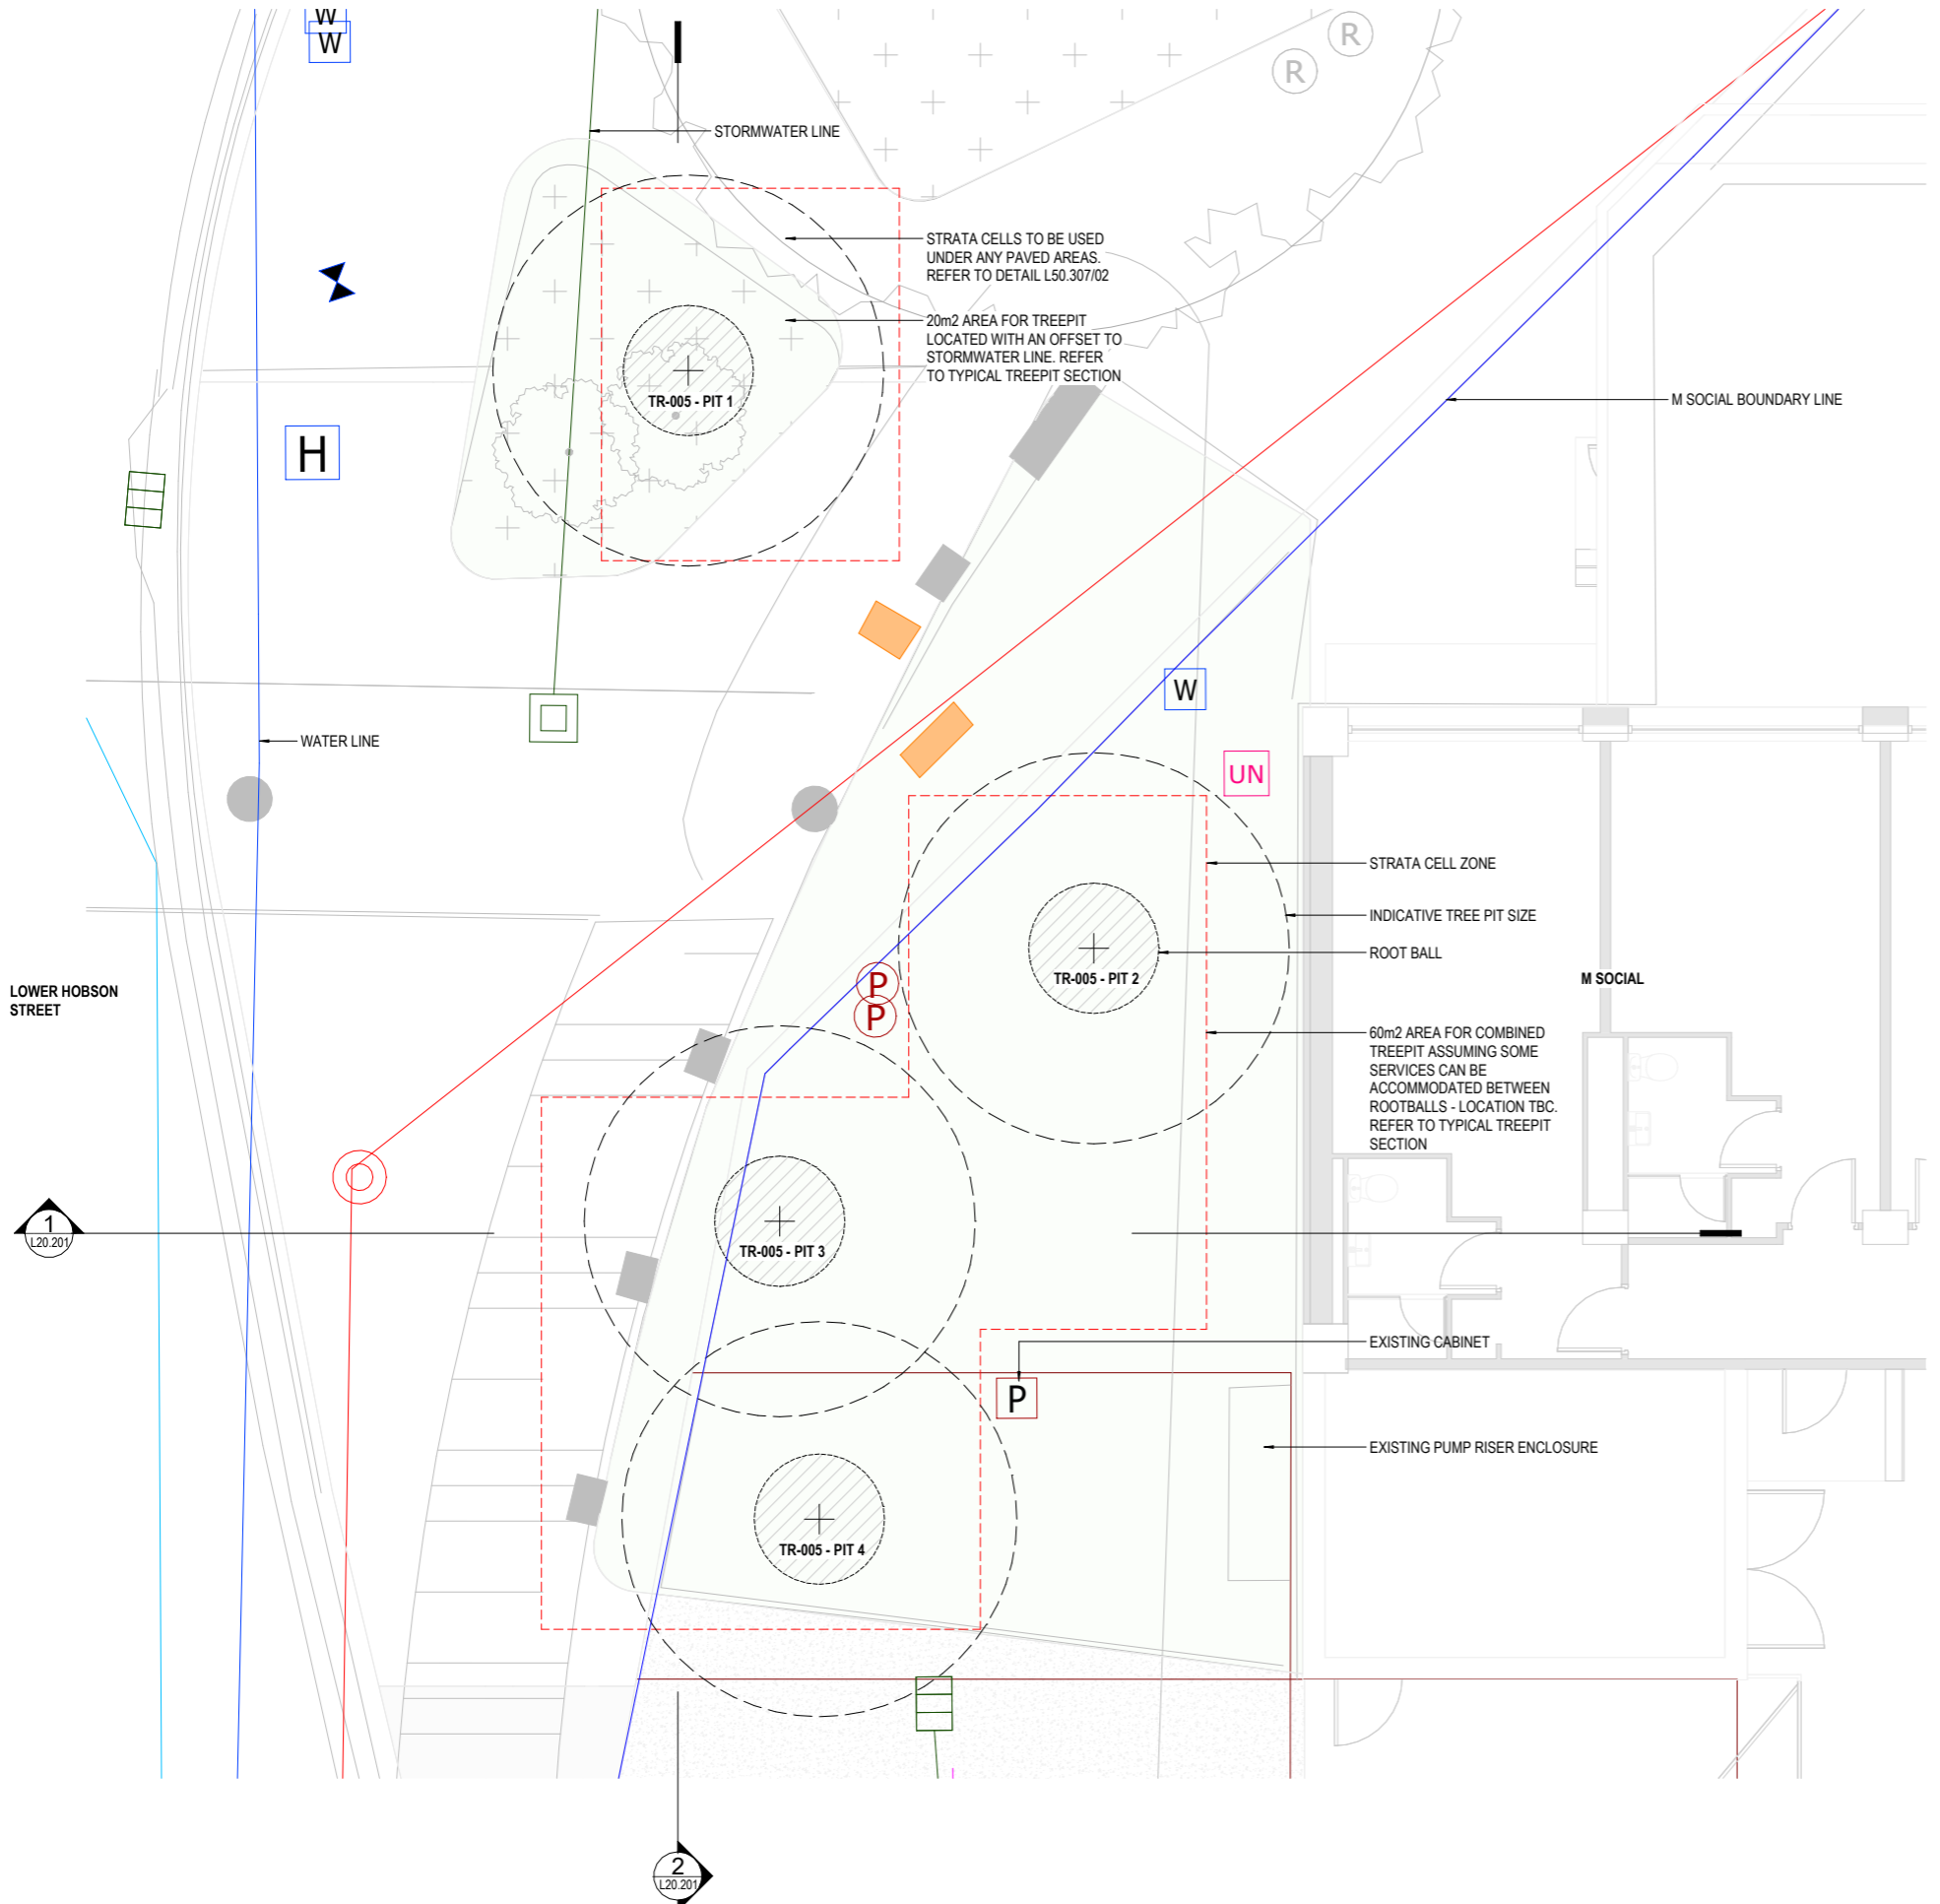 W
W
R
R
STORMWATER LINE
STRATA CELLS TO BE USED
UNDER ANY PAVED AREAS.
REFER TO DETAIL L50.307/02
20m2 AREA FOR TREEPIT
LOCATED WITH AN OFFSET TO
STORMWATER LINE. REFER
TO TYPICAL TREEPIT SECTION
TR-005 - PIT 1
M SOCIAL BOUNDARY LINE
H
W
WATER LINE
UN
STRATA CELL ZONE
INDICATIVE TREE PIT SIZE
ROOT BALL
TR-005 - PIT 2
M SOCIAL
P
P
LOWER HOBSON
STREET
60m2 AREA FOR COMBINED
TREEPIT ASSUMING SOME
SERVICES CAN BE
ACCOMMODATED BETWEEN
ROOTBALLS - LOCATION TBC.
REFER TO TYPICAL TREEPIT
SECTION
1
L20.201
TR-005 - PIT 3
EXISTING CABINET
P
EXISTING PUMP RISER ENCLOSURE
TR-005 - PIT 4
2
L20.201